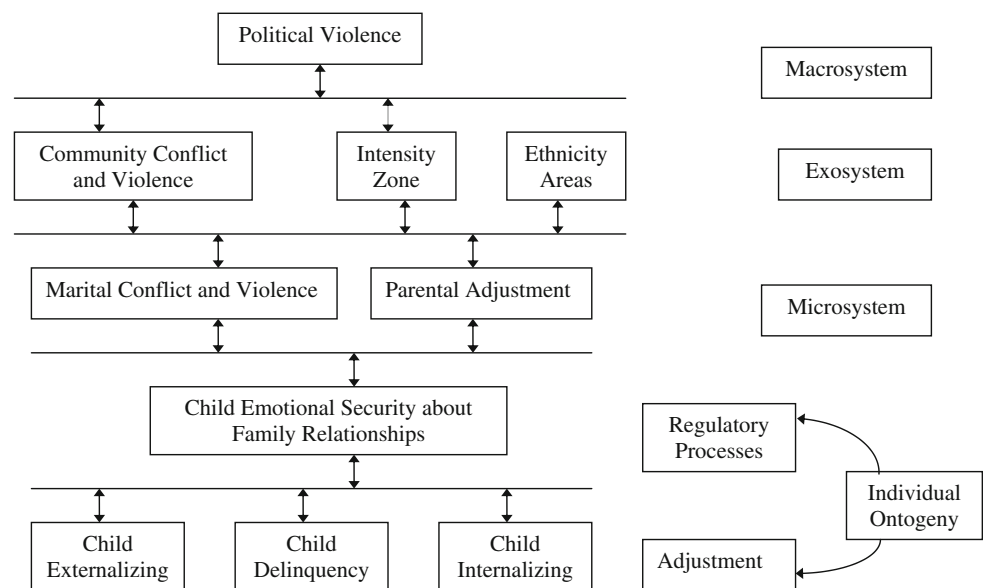 Political Violence
Macrosystem
Community Conflict
and Violence
Intensity
Zone
Ethnicity
Areas
Exosystem
Marital Conflict and Violence
Parental Adjustment
Microsystem
Child Emotional Security about
Family Relationships
Regulatory
Processes
Individual
Ontogeny
Child
Externalizing
Child
Delinquency
Child
Internalizing
Adjustment